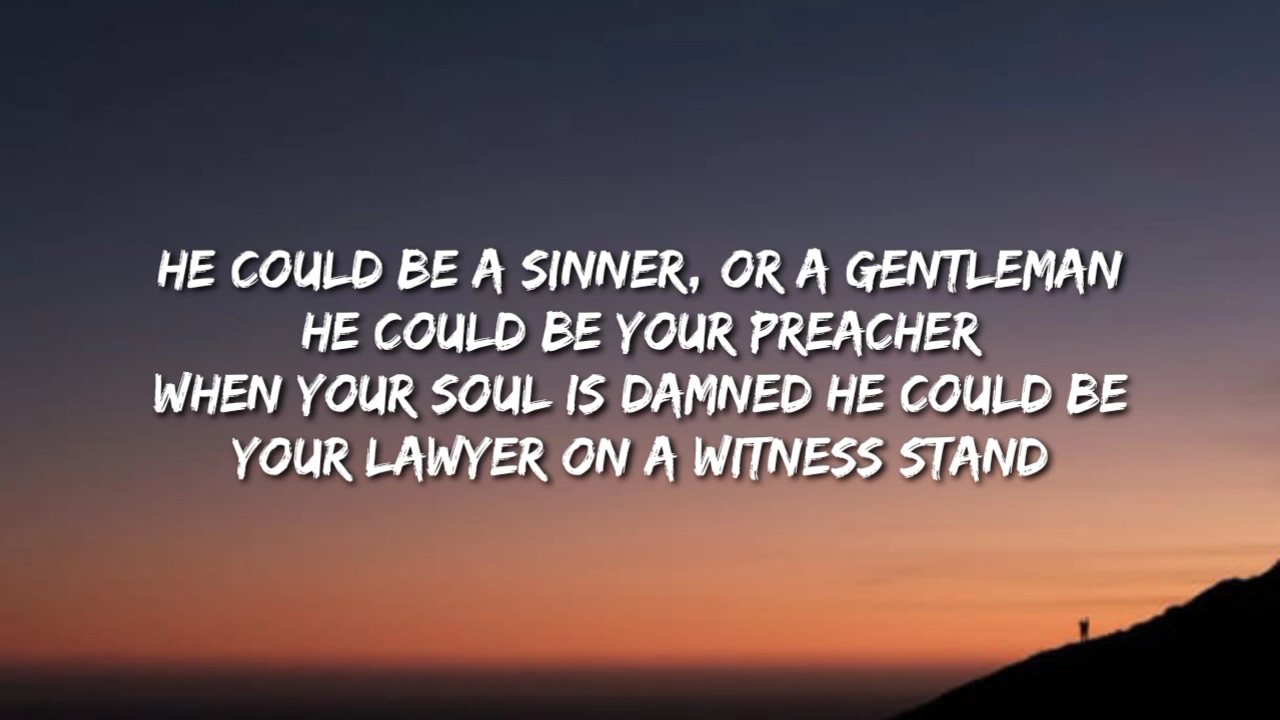 HE COULD BE A SINNER, OR A GENTLEMAN
HE COULD BE YOUR PREACHER
WHEN YOUR SOUL IS DAMNED HE COULD BE
YOUR LAWYER ON A WITNESS STAND